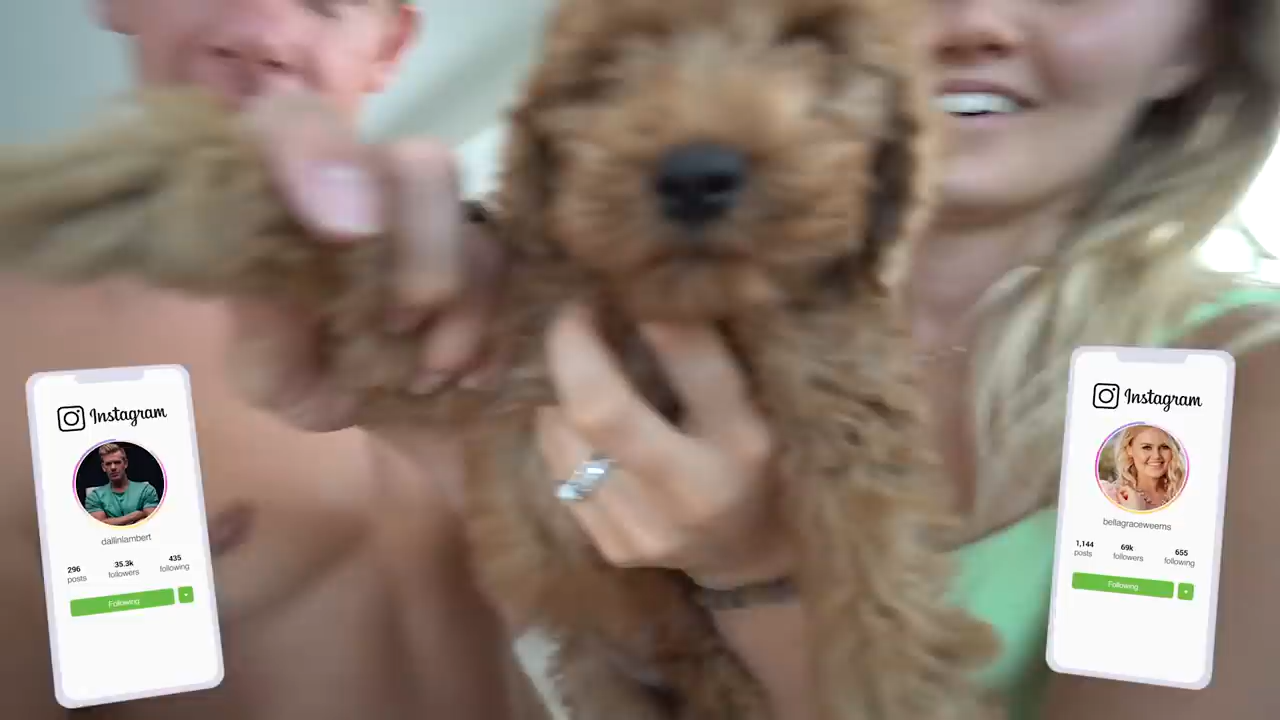 Instagram
dallinlambert
296 35.3k 435
posts followers following
Following
Instagram
bellagraceweems
1,144 69k 655
posts followers following
Following